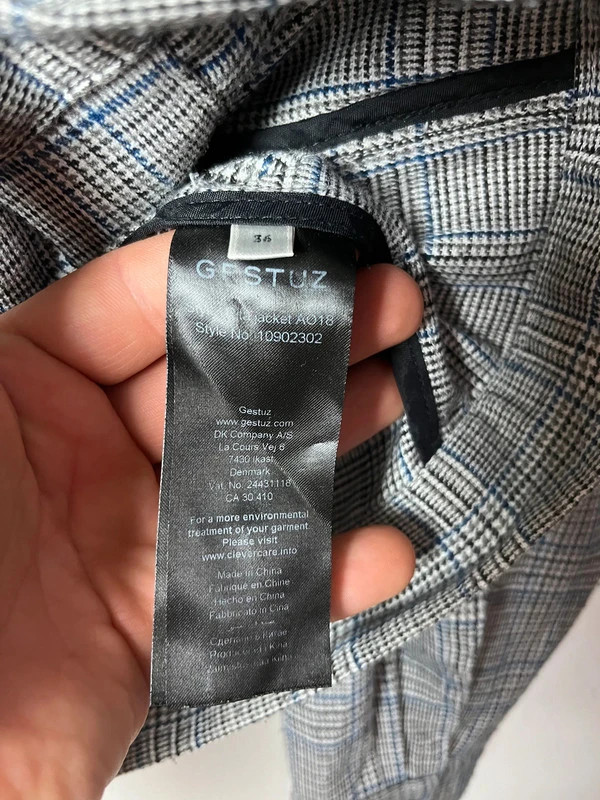 36
GESTUZ
Jacket AO18
Style No. 10902302
Gestuz
www.gestuz.com
DK Company A/S
La Cours Vej 6
7430 Ikast
Denmark
Vat. No. 24431118
CA 30 410
For a more environmental
treatment of your garment.
Please visit
www.clevercare.info
Made in China
Fabriqué en Chine
Hecho en China
Fabbricato in Cina
Сделано в Китае